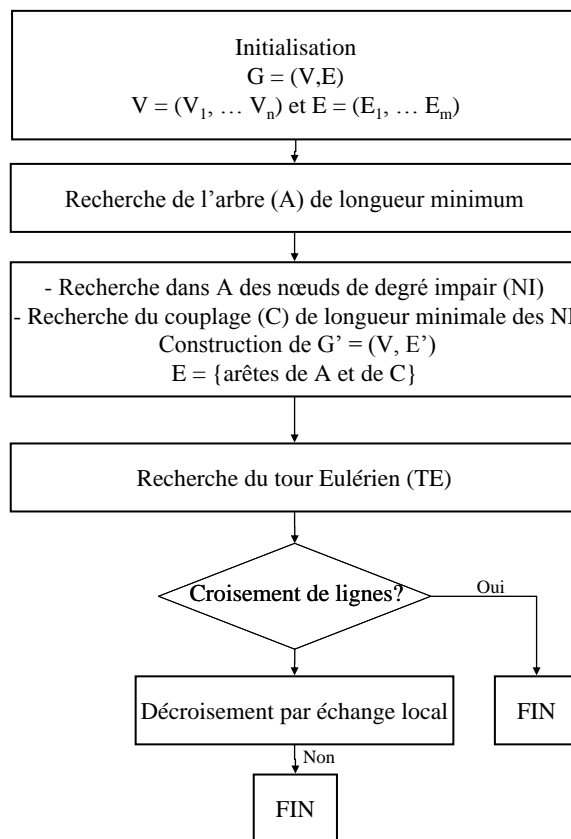 Initialisation
G = (V,E)
V = (V1, … Vn) et E = (E1, … Em)
Recherche de l’arbre (A) de longueur minimum
- Recherche dans A des nœuds de degré impair (NI)
- Recherche du couplage (C) de longueur minimale des NI
Construction de G’ = (V, E’)
E = {arêtes de A et de C}
Recherche du tour Eulérien (TE)
Croisement de lignes?
Oui
Décroisement par échange local
FIN
Non
FIN